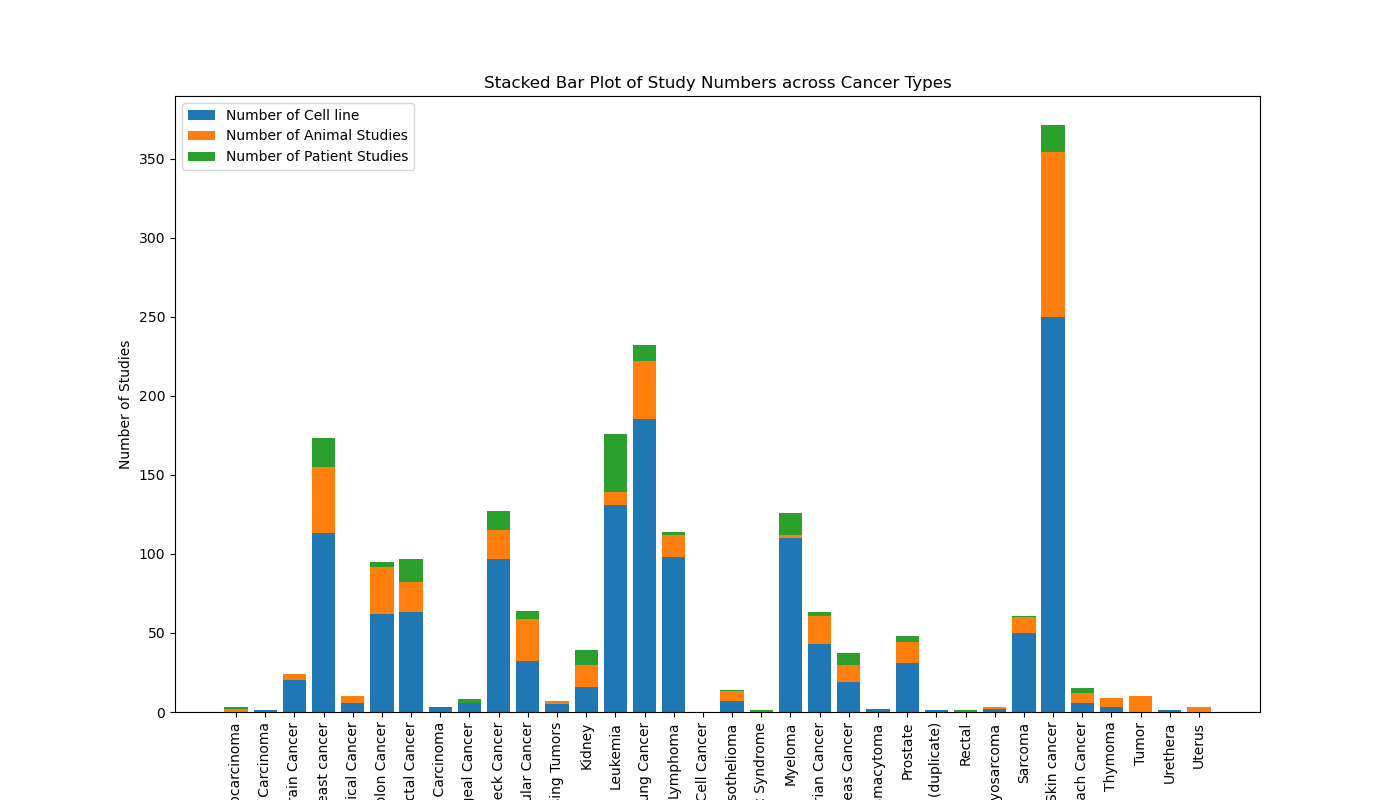 Stacked Bar Plot of Study Numbers across Cancer Types
Number of Cell line
Number of Animal Studies
Number of Patient Studies
Number of Studies
350
300
250
200
150
100
50
0
ocarcinoma
Carcinoma
rain Cancer
east cancer
ical Cancer
olon Cancer
ctal Cancer
Carcinoma
geal Cancer
eck Cancer
ular Cancer
sing Tumors
Kidney
Leukemia
ung Cancer
Lymphoma
Cell Cancer
sothelioma
Syndrome
Myeloma
rian Cancer
eas Cancer
macytoma
Prostate
(duplicate)
Rectal
yosarcoma
Sarcoma
Skin cancer
ach Cancer
Thymoma
Tumor
Urethera
Uterus